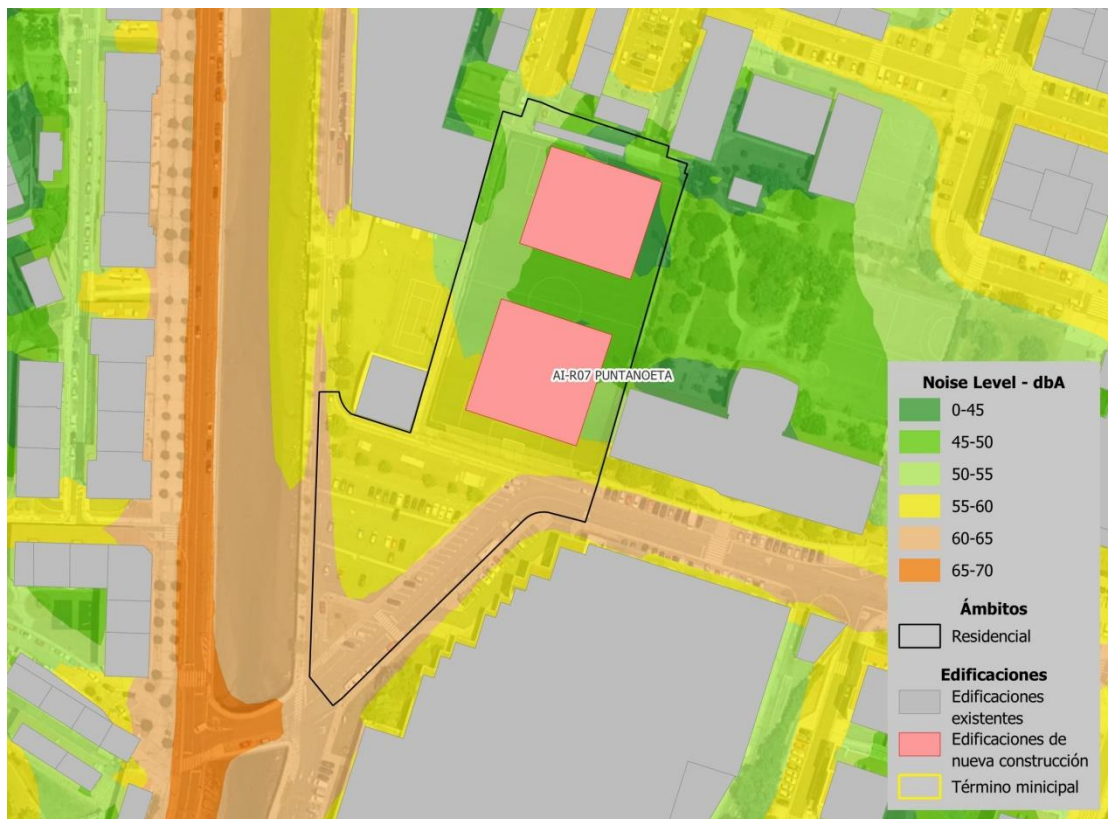 AI-R07 PUNTANOETA
Noise Level - dbA
0-45
45-50
50-55
55-60
60-65
65-70
Ámbitos
Residencial
Edificaciones
Edificaciones
existentes
Edificaciones de
nueva construcción
Término minicipal